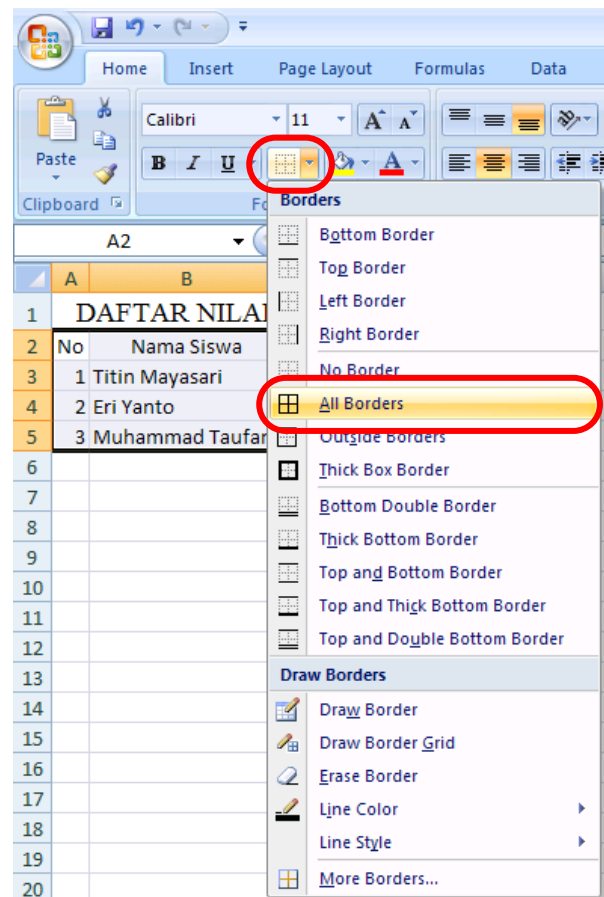 Home Insert Page Layout Formulas Data
Calibri 11 A A
Paste B I U A
Clipboard
A2
Borders
Bottom Border
Top Border
Left Border
Right Border
No Border
All Borders
Outside Borders
Thick Box Border
Bottom Double Border
Thick Bottom Border
Top and Bottom Border
Top and Thick Bottom Border
Top and Double Bottom Border
Draw Borders
Draw Border
Draw Border Grid
Erase Border
Line Color
Line Style
More Borders...
A B
1 DAFTAR NILAI
2 No Nama Siswa
3 1 Titin Mayasari
4 2 Eri Yanto
5 3 Muhammad Taufan
6
7
8
9
10
11
12
13
14
15
16
17
18
19
20